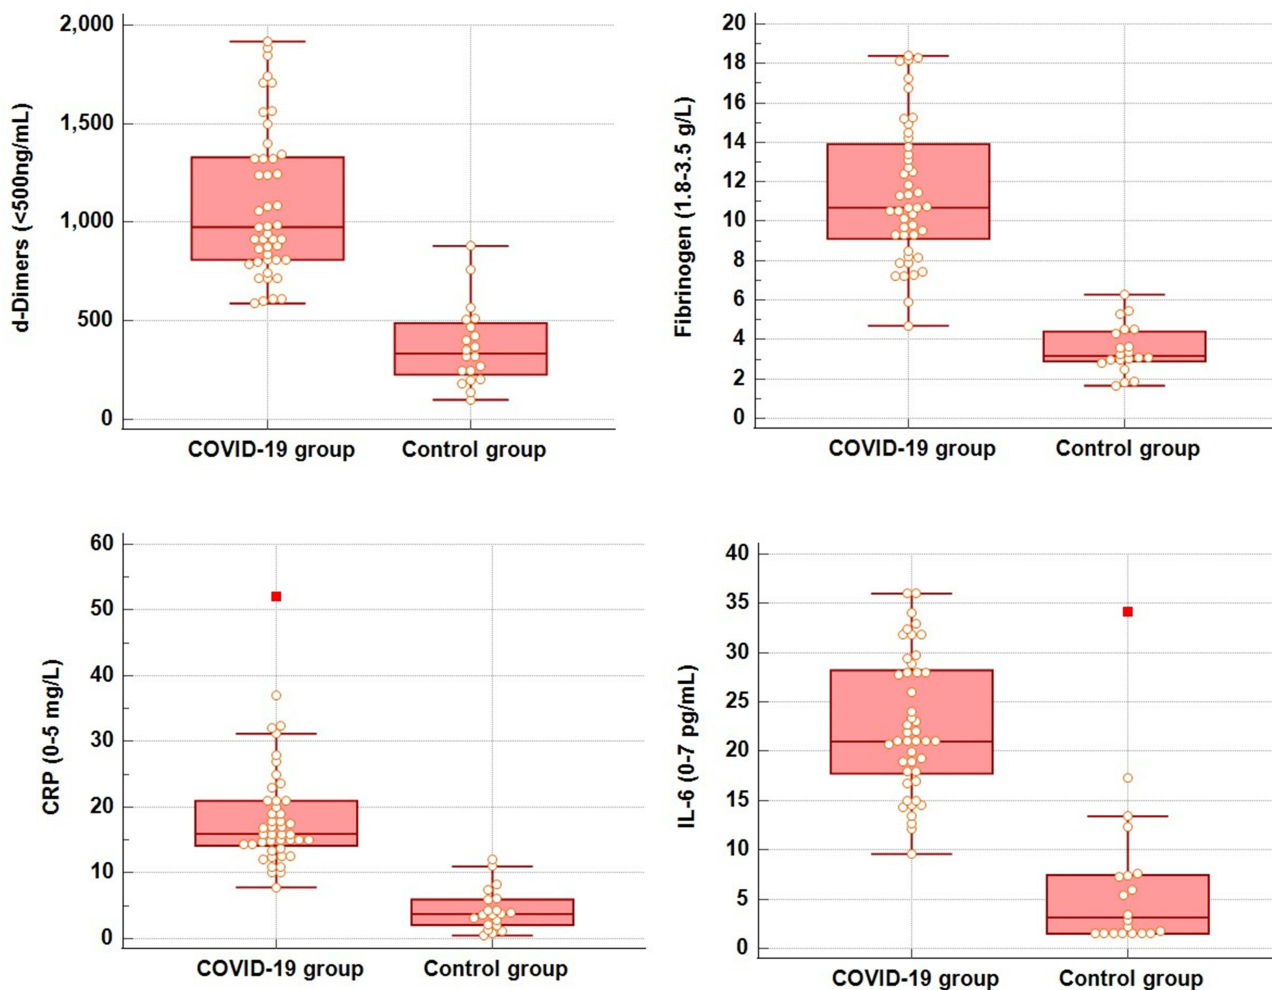 d-Dimers (<500ng/mL)
2,000
1,500
1,000
500
0
COVID-19 group
Control group
Fibrinogen (1.8-3.5 g/L)
20
18
16
14
12
10
8
6
4
2
0
COVID-19 group
Control group
CRP (0-5 mg/L)
60
50
40
30
20
10
0
COVID-19 group
Control group
IL-6 (0-7 pg/mL)
40
35
30
25
20
15
10
5
0
COVID-19 group
Control group